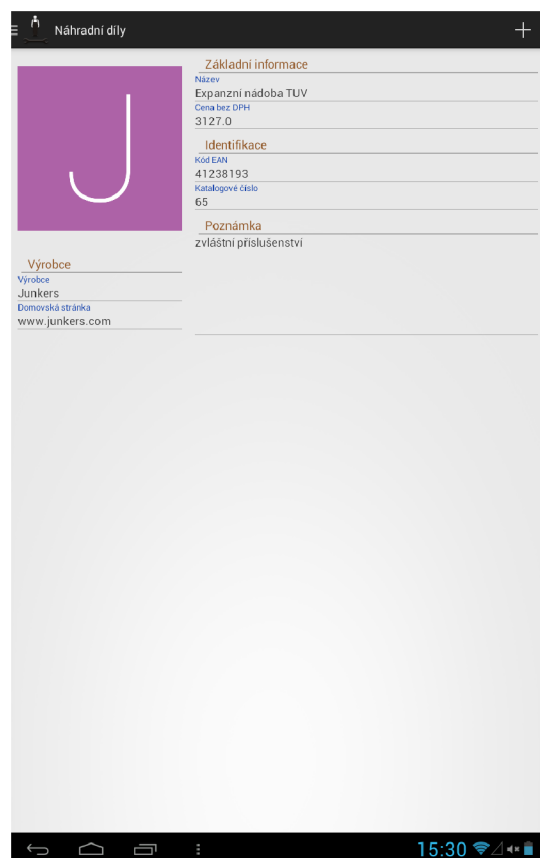 Náhradní díly
J
Výrobce
Výrobce
Junkers
Domovská stránka
www.junkers.com
Základní informace
Název
Expanzní nádoba TUV
Cena bez DPH
3127.0
Identifikace
Kód EAN
41238193
Katalogové číslo
65
Poznámka
zvláštní příslušenství
15:30